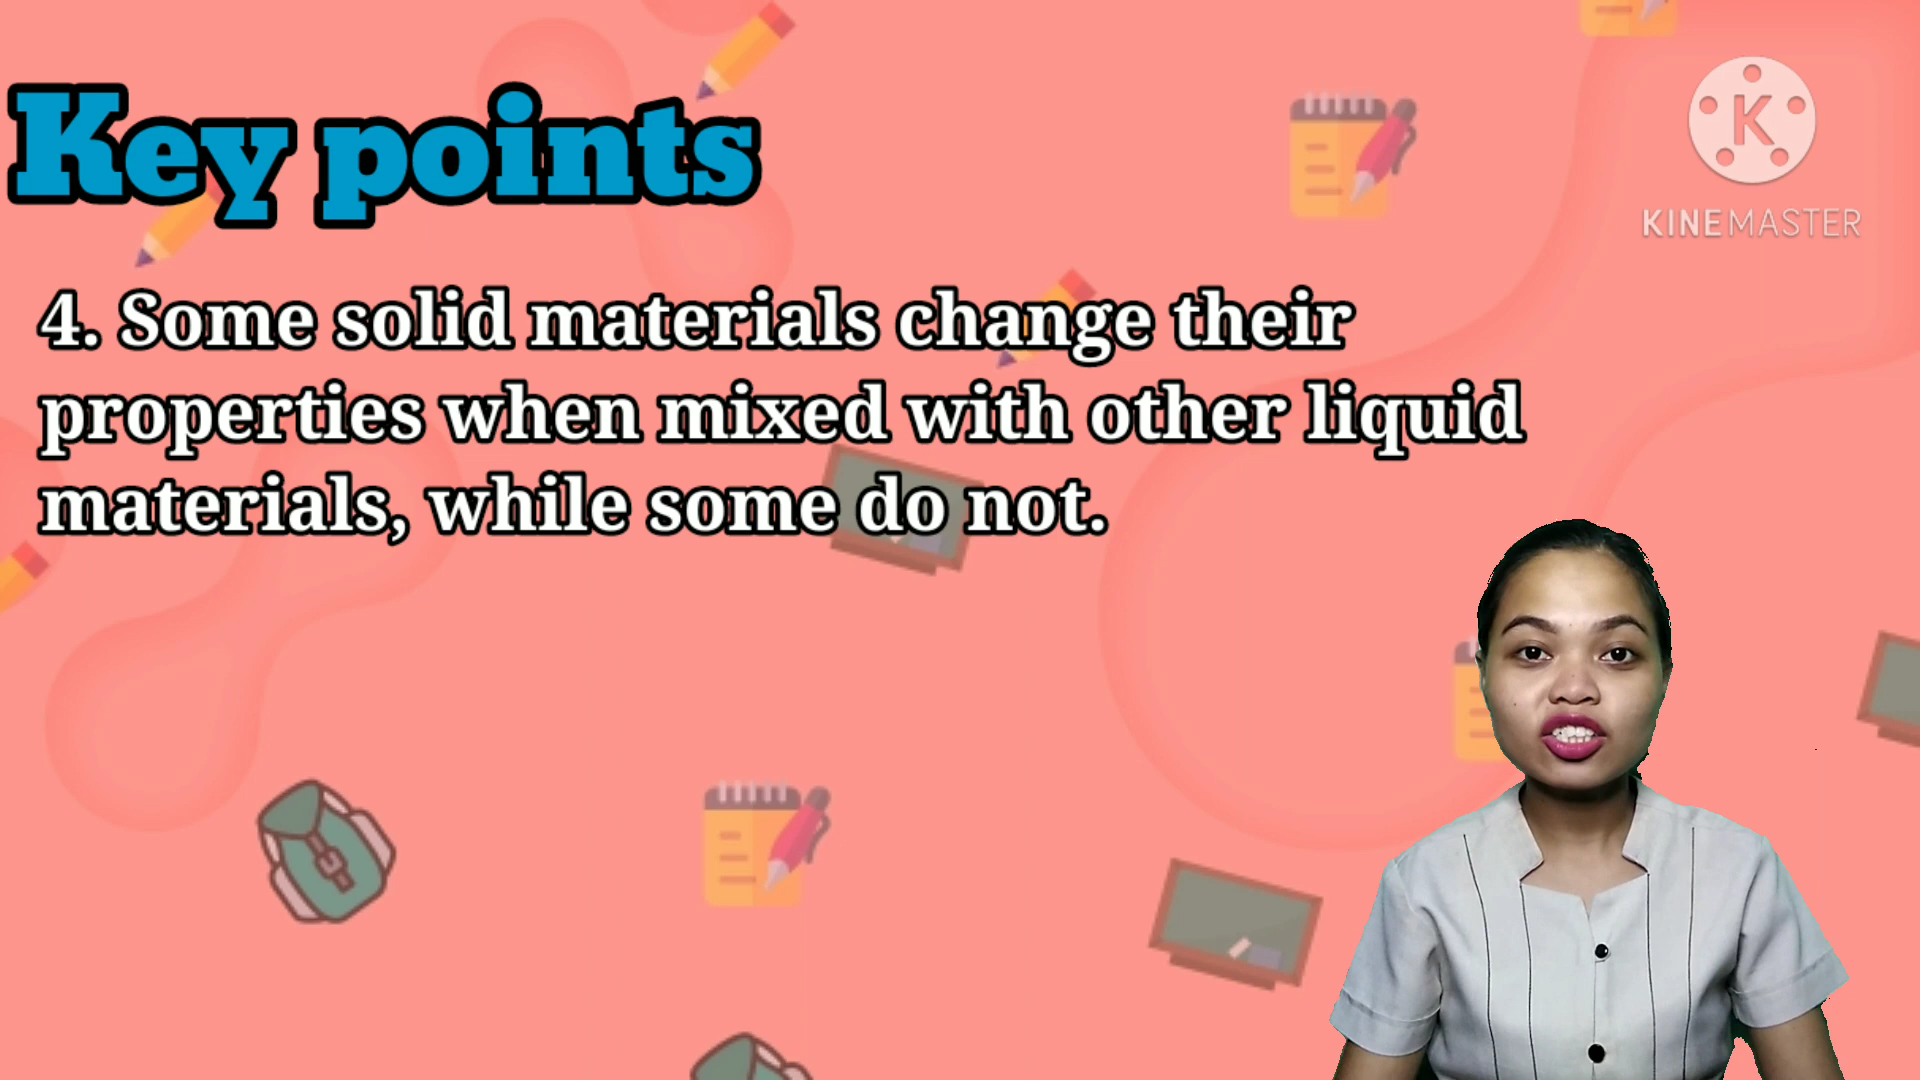 Key points
KINEMASTER
4. Some solid materials change their
properties when mixed with other liquid
materials, while some do not.